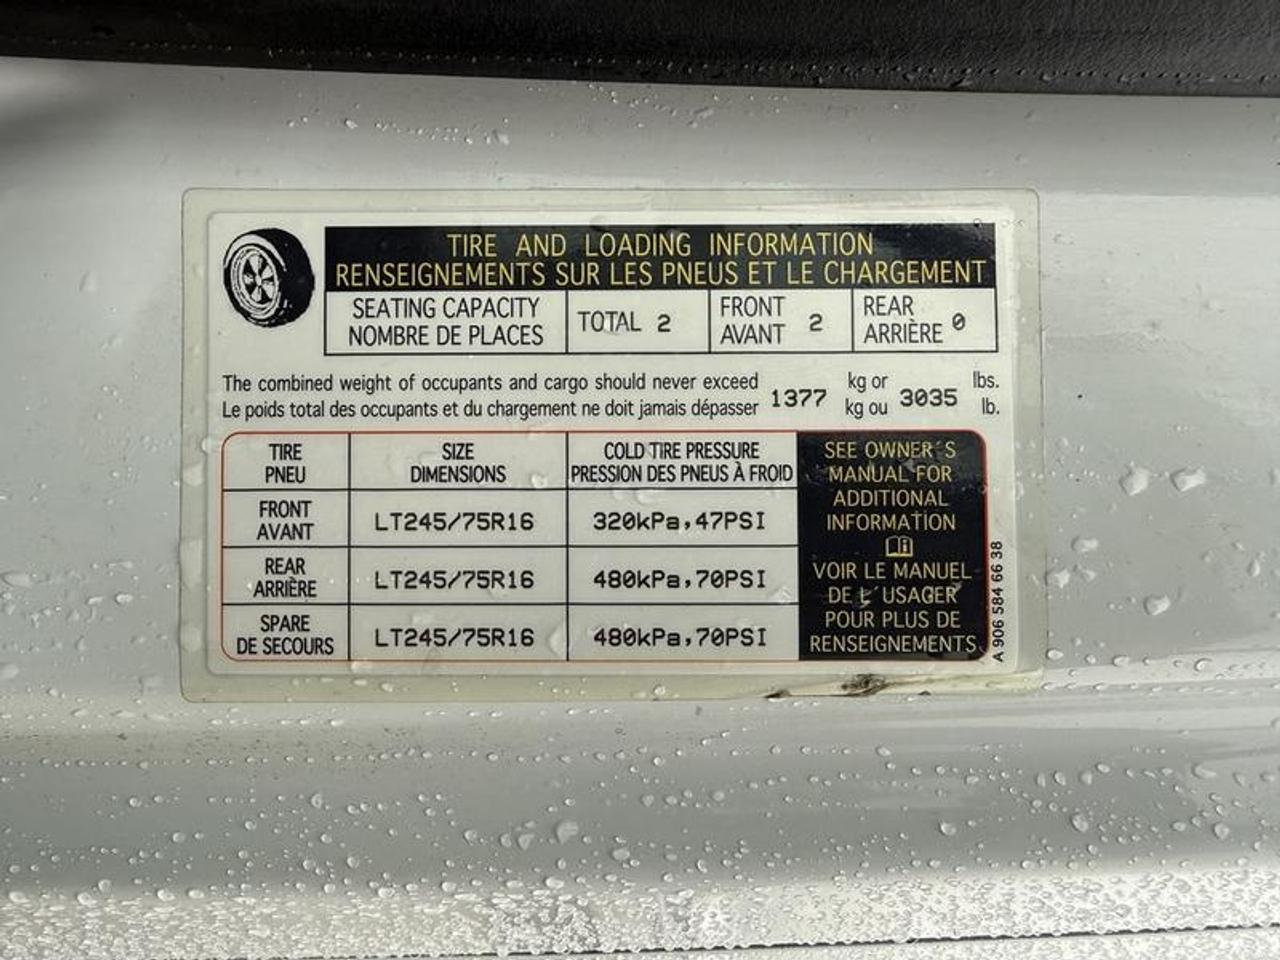 TIRE AND LOADING INFORMATION
RENSEIGNEMENTS SUR LES PNEUS ET LE CHARGEMENT
SEATING CAPACITY
NOMBRE DE PLACES
TOTAL 2
FRONT
AVANT 2
REAR
ARRIÈRE 0
The combined weight of occupants and cargo should never exceed
Le poids total des occupants et du chargement ne doit jamais dépasser
1377
kg or
kg ou
3035
lbs.
lb.
TIRE
PNEU
SIZE
DIMENSIONS
COLD TIRE PRESSURE
PRESSION DES PNEUS À FROID
FRONT
AVANT
LT245/75R16
320kPa,47PSI
REAR
ARRIÈRE
LT245/75R16
480kPa,70PSI
SPARE
DE SECOURS
LT245/75R16
480kPa,70PSI
SEE OWNER´S
MANUAL FOR
ADDITIONAL
INFORMATION
VOIR LE MANUEL
DE L´USAGER
POUR PLUS DE
RENSEIGNEMENTS
A 906 584 66 38